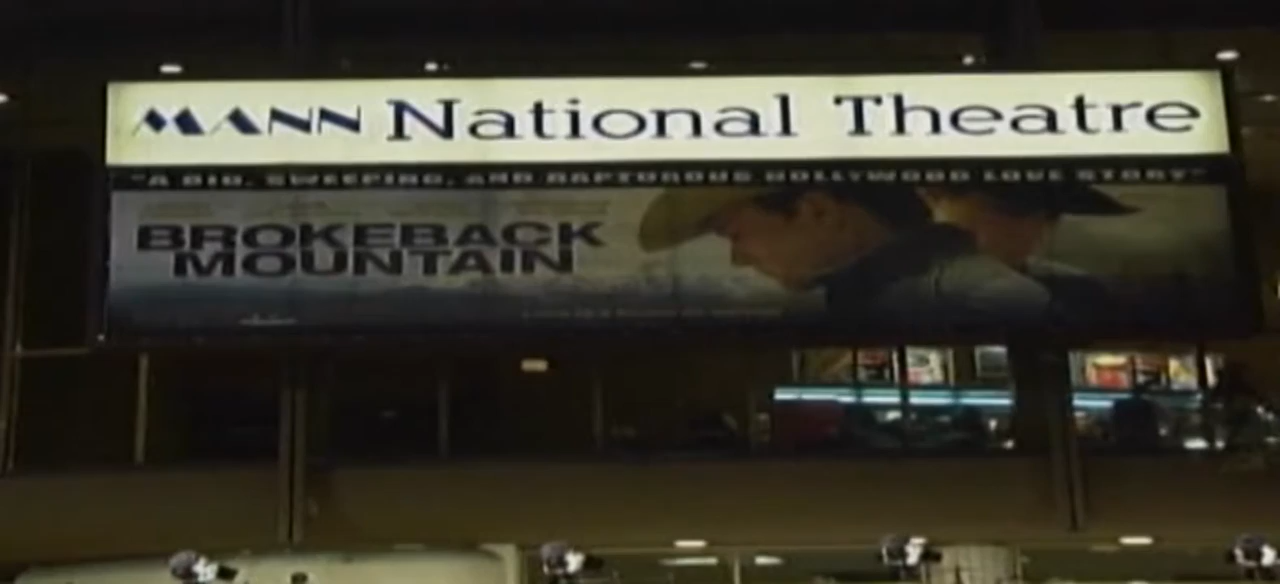 MANN National Theatre
"A BIG, SWEEPING, AND RAPTUROUS HOLLYWOOD LOVE STORY"
BROKEBACK
MOUNTAIN